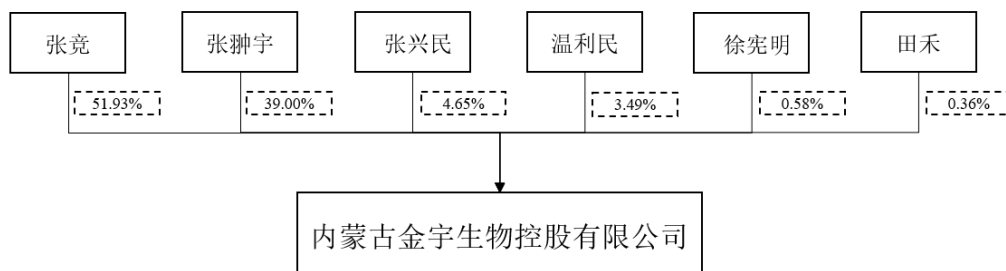 张竞
张翀宇
张兴民
温利民
徐宪明
田禾
51.93%
39.00%
4.65%
3.49%
0.58%
0.36%
内蒙古金宇生物控股有限公司